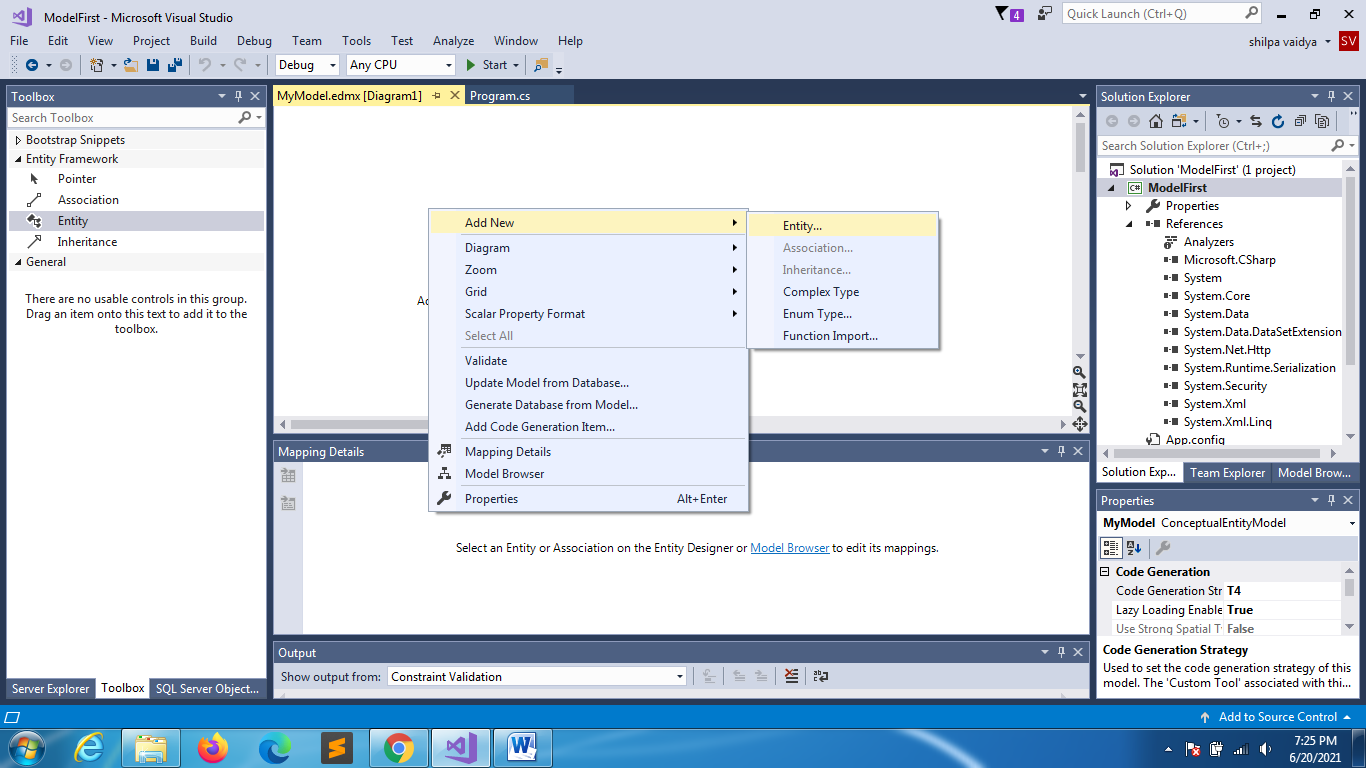 ModelFirst - Microsoft Visual Studio
4
Quick Launch (Ctrl+Q)
File Edit View Project Build Debug Team Tools Test Analyze Window Help
shilpa vaidya SV
Debug Any CPU Start
Toolbox
Search Toolbox
Bootstrap Snippets
Entity Framework
Pointer
Association
Entity
Inheritance
General
There are no usable controls in this group.
Drag an item onto this text to add it to the
toolbox.
Server Explorer Toolbox SQL Server Object...
MyModel.edmx [Diagram1] Program.cs
Add New
Diagram
Zoom
Grid
Scalar Property Format
Select All
Validate
Update Model from Database...
Generate Database from Model...
Add Code Generation Item...
Mapping Details
Model Browser
Properties Alt+Enter
Entity...
Association...
Inheritance...
Complex Type
Enum Type...
Function Import...
Mapping Details
Select an Entity or Association on the Entity Designer or Model Browser to edit its mappings.
Output
Show output from: Constraint Validation
Solution Explorer
Search Solution Explorer (Ctrl+;)
Solution 'ModelFirst' (1 project)
C# ModelFirst
Properties
References
Analyzers
Microsoft.CSharp
System
System.Core
System.Data
System.Data.DataSetExtension
System.Net.Http
System.Runtime.Serialization
System.Security
System.Xml
System.Xml.Linq
App.config
Solution Exp... Team Explorer Model Brow...
Properties
MyModel ConceptualEntityModel
Code Generation
Code Generation Str T4
Lazy Loading Enable True
Use Strong Spatial T False
Code Generation Strategy
Used to set the code generation strategy of this
model. The 'Custom Tool' associated with thi...
Add to Source Control
7:25 PM
6/20/2021